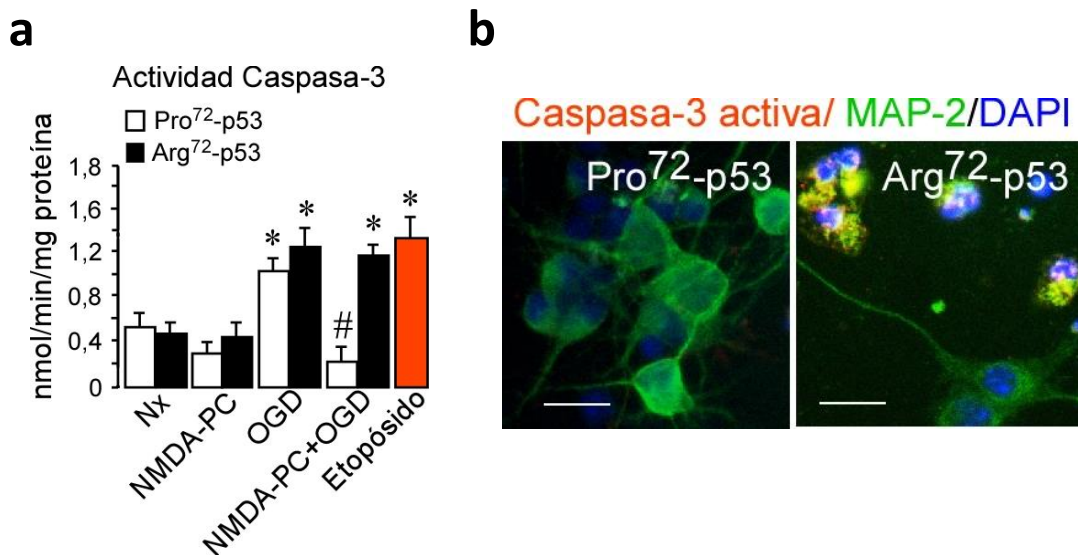 a
Actividad Caspasa-3
Pro⁷²-p53
Arg⁷²-p53
nmol/min/mg proteína
1,8
1,6
1,2
0,8
0,4
0
*
*
#
*
*
Nx
NMDA-PC
OGD
NMDA-PC+OGD
Etopósido
b
Caspasa-3 activa/ MAP-2/DAPI
Pro⁷²-p53
Arg⁷²-p53